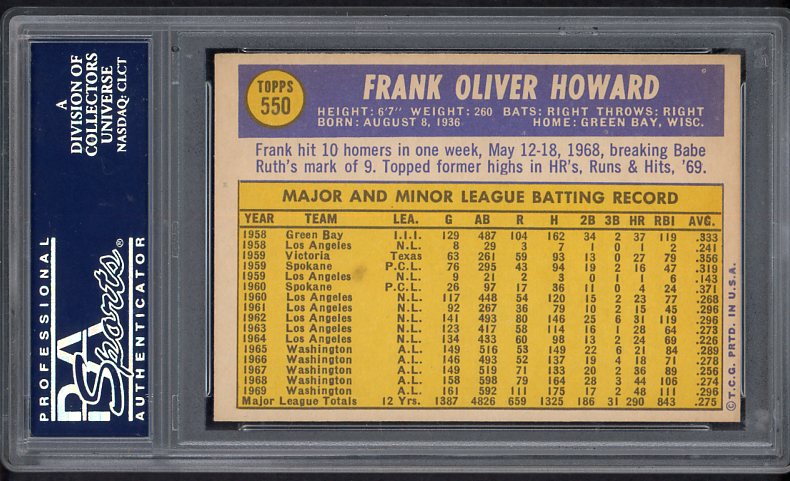 A
DIVISION OF
COLLECTORS
UNIVERSE
NASDAQ: CLCT
PROFESSIONAL
PSA
Sports®
AUTHENTICATOR
TOPPS
550
FRANK OLIVER HOWARD
HEIGHT: 6'7" WEIGHT: 260 BATS: RIGHT THROWS: RIGHT
BORN: AUGUST 8, 1936 HOME: GREEN BAY, WISC.
Frank hit 10 homers in one week, May 12-18, 1968, breaking Babe
Ruth's mark of 9. Topped former highs in HR's, Runs & Hits, '69.
MAJOR AND MINOR LEAGUE BATTING RECORD
YEAR TEAM LEA. G AB R H 2B 3B HR RBI AVG.
1958 Green Bay I.I.I. 129 487 104 162 34 2 37 119 .333
1958 Los Angeles N.L. 8 29 3 7 1 0 1 2 .241
1959 Victoria Texas 63 261 59 93 13 0 27 79 .356
1959 Spokane P.C.L. 76 295 43 94 19 2 16 47 .319
1959 Los Angeles N.L. 9 21 2 3 0 1 1 6 .143
1960 Spokane P.C.L. 26 97 17 36 11 0 4 24 .371
1960 Los Angeles N.L. 117 448 54 120 15 2 23 77 .268
1961 Los Angeles N.L. 92 267 36 79 10 2 15 45 .296
1962 Los Angeles N.L. 141 493 80 146 25 6 31 119 .296
1963 Los Angeles N.L. 123 417 58 114 16 1 28 64 .273
1964 Los Angeles N.L. 134 433 60 98 13 2 24 69 .226
1965 Washington A.L. 149 516 53 149 22 6 21 84 .289
1966 Washington A.L. 146 493 52 137 19 4 18 71 .278
1967 Washington A.L. 149 519 71 133 20 2 36 89 .256
1968 Washington A.L. 158 598 79 164 28 3 44 106 .274
1969 Washington A.L. 161 592 111 175 17 2 48 111 .296
Major League Totals 12 Yrs. 1387 4826 659 1325 186 31 290 843 .275
© T.C.G. PRTD. IN U.S.A.